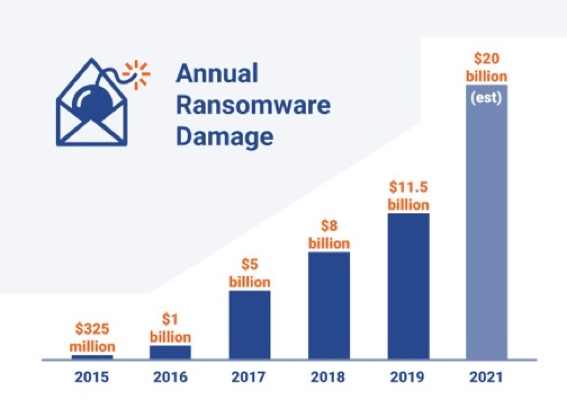 Annual
Ransomware
Damage
$325
million
$1
billion
$5
billion
$8
billion
$11.5
billion
$20
billion
(est)
2015 2016 2017 2018 2019 2021